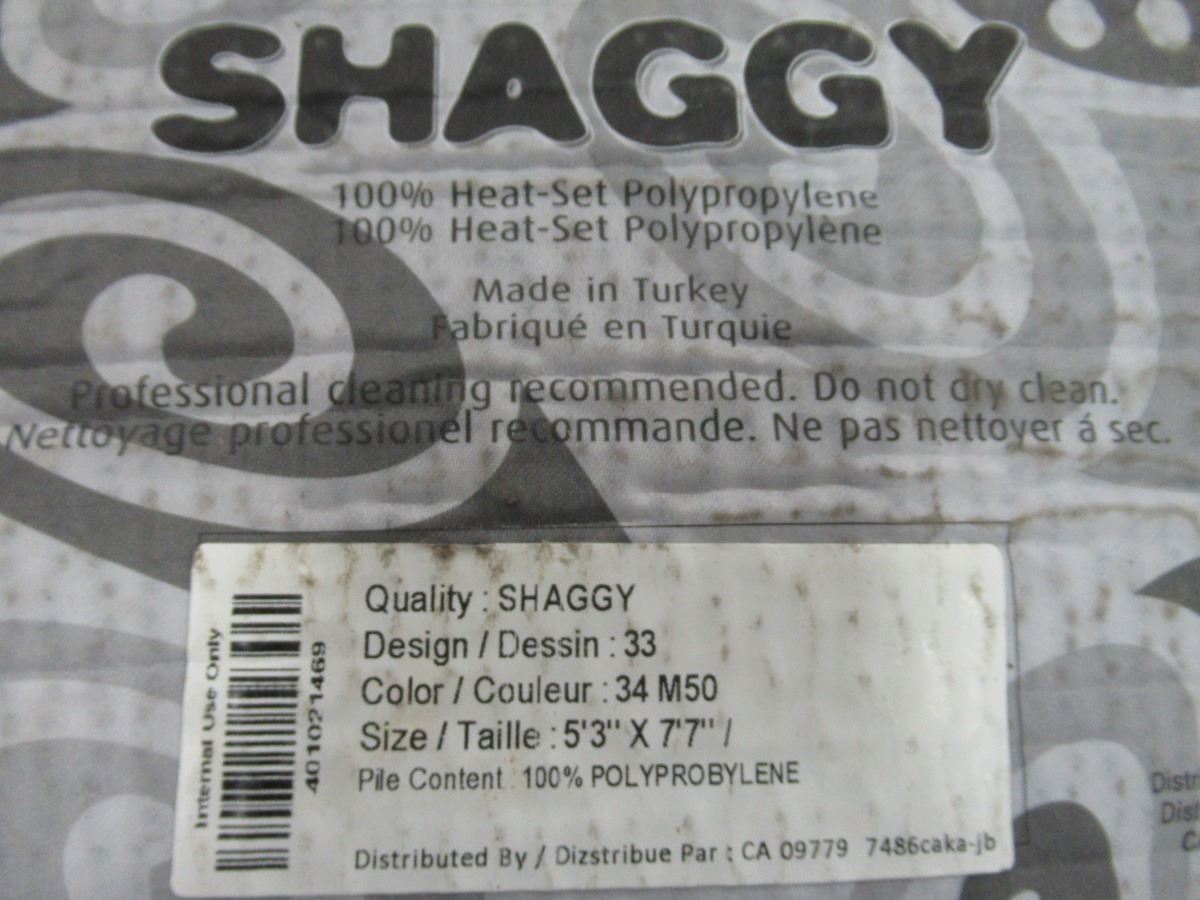 SHAGGY
100% Heat-Set Polypropylene
100% Heat-Set Polypropylène
Made in Turkey
Fabriqué en Turquie
Professional cleaning recommended. Do not dry clean.
Nettoyage professionel recommande. Ne pas nettoyer á sec.
Internal Use Only
401021469
Quality : SHAGGY
Design / Dessin : 33
Color / Couleur : 34 M50
Size / Taille : 5'3" X 7'7" /
Pile Content : 100% POLYPROBYLENE
Distributed By / Dizstribue Par : CA 09779 7486caka-jb